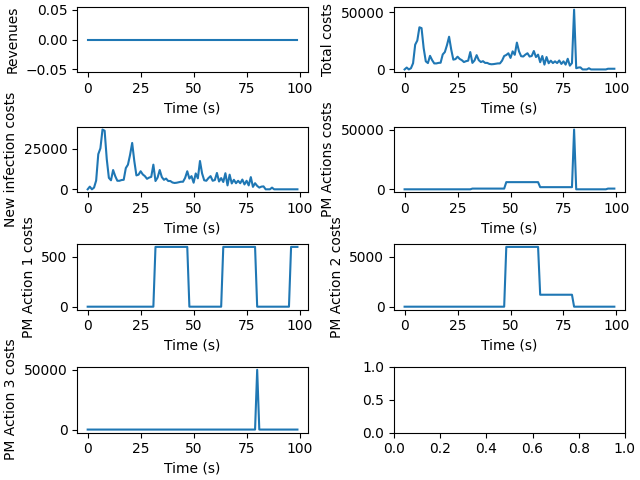 Revenues
0.05
0.00
−0.05
0 25 50 75 100
Time (s)
Total costs
50000
0
0 25 50 75 100
Time (s)
New infection costs
25000
0
0 25 50 75 100
Time (s)
PM Actions costs
50000
0
0 25 50 75 100
Time (s)
PM Action 1 costs
500
0
0 25 50 75 100
Time (s)
PM Action 2 costs
5000
0
0 25 50 75 100
Time (s)
PM Action 3 costs
50000
0
0 25 50 75 100
Time (s)
1.0
0.5
0.0
0.0 0.2 0.4 0.6 0.8 1.0